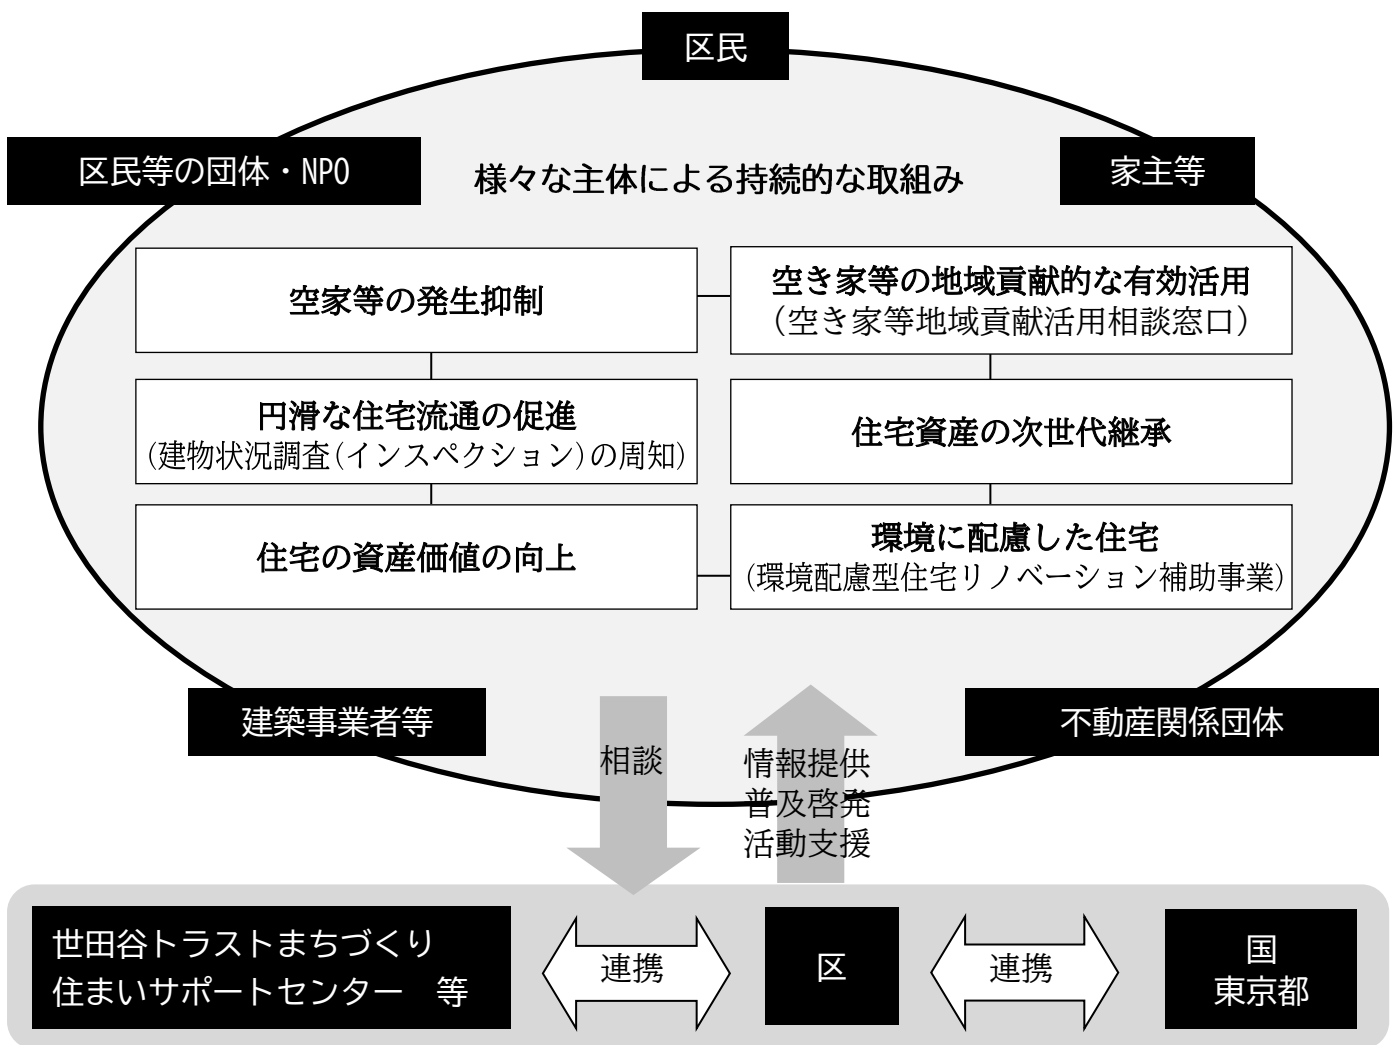 区民
区民等の団体・NPO
様々な主体による持続的な取組み
家主等
空家等の発生抑制
空き家等の地域貢献的な有効活用
（空き家等地域貢献活用相談窓口）
円滑な住宅流通の促進
(建物状況調査(インスペクション)の周知)
住宅資産の次世代継承
住宅の資産価値の向上
環境に配慮した住宅
(環境配慮型住宅リノベーション補助事業)
建築事業者等
不動産関係団体
相談
情報提供
普及啓発
活動支援
世田谷トラストまちづくり
住まいサポートセンター　等
連携
区
連携
国
東京都